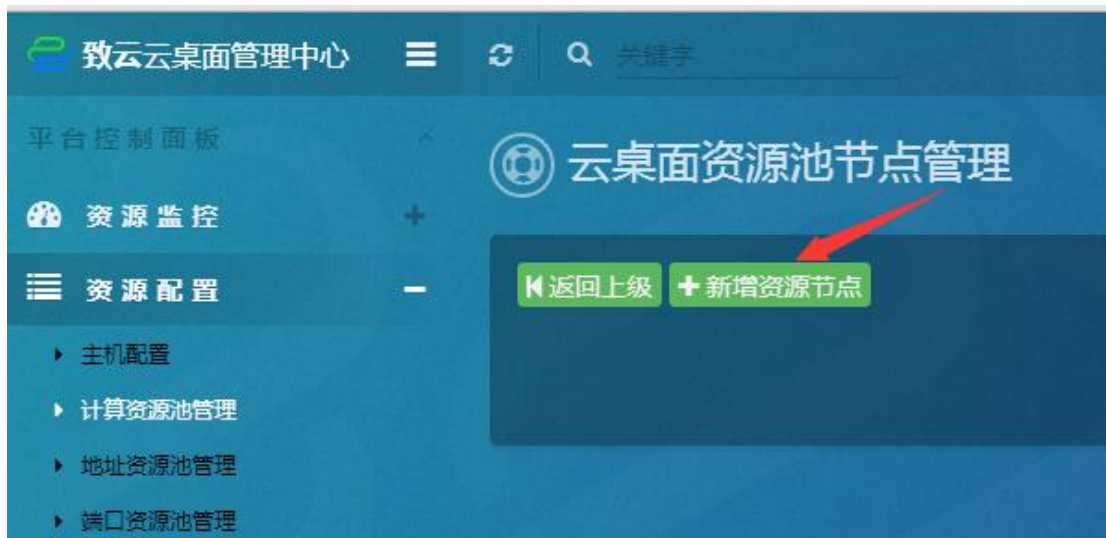 致云云桌面管理中心
关键字
平台控制面板
云桌面资源池节点管理
资源监控
资源配置
返回上级 新增资源节点
主机配置
计算资源池管理
地址资源池管理
端口资源池管理